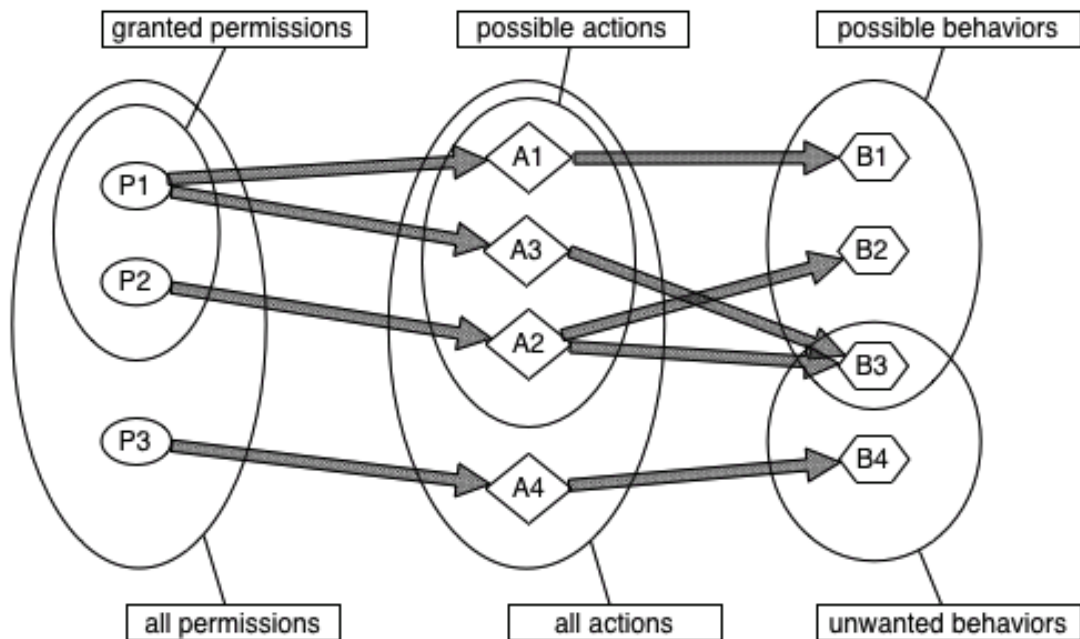 granted permissions
possible actions
possible behaviors
P1
A1
B1
A3
B2
P2
A2
B3
P3
A4
B4
all permissions
all actions
unwanted behaviors